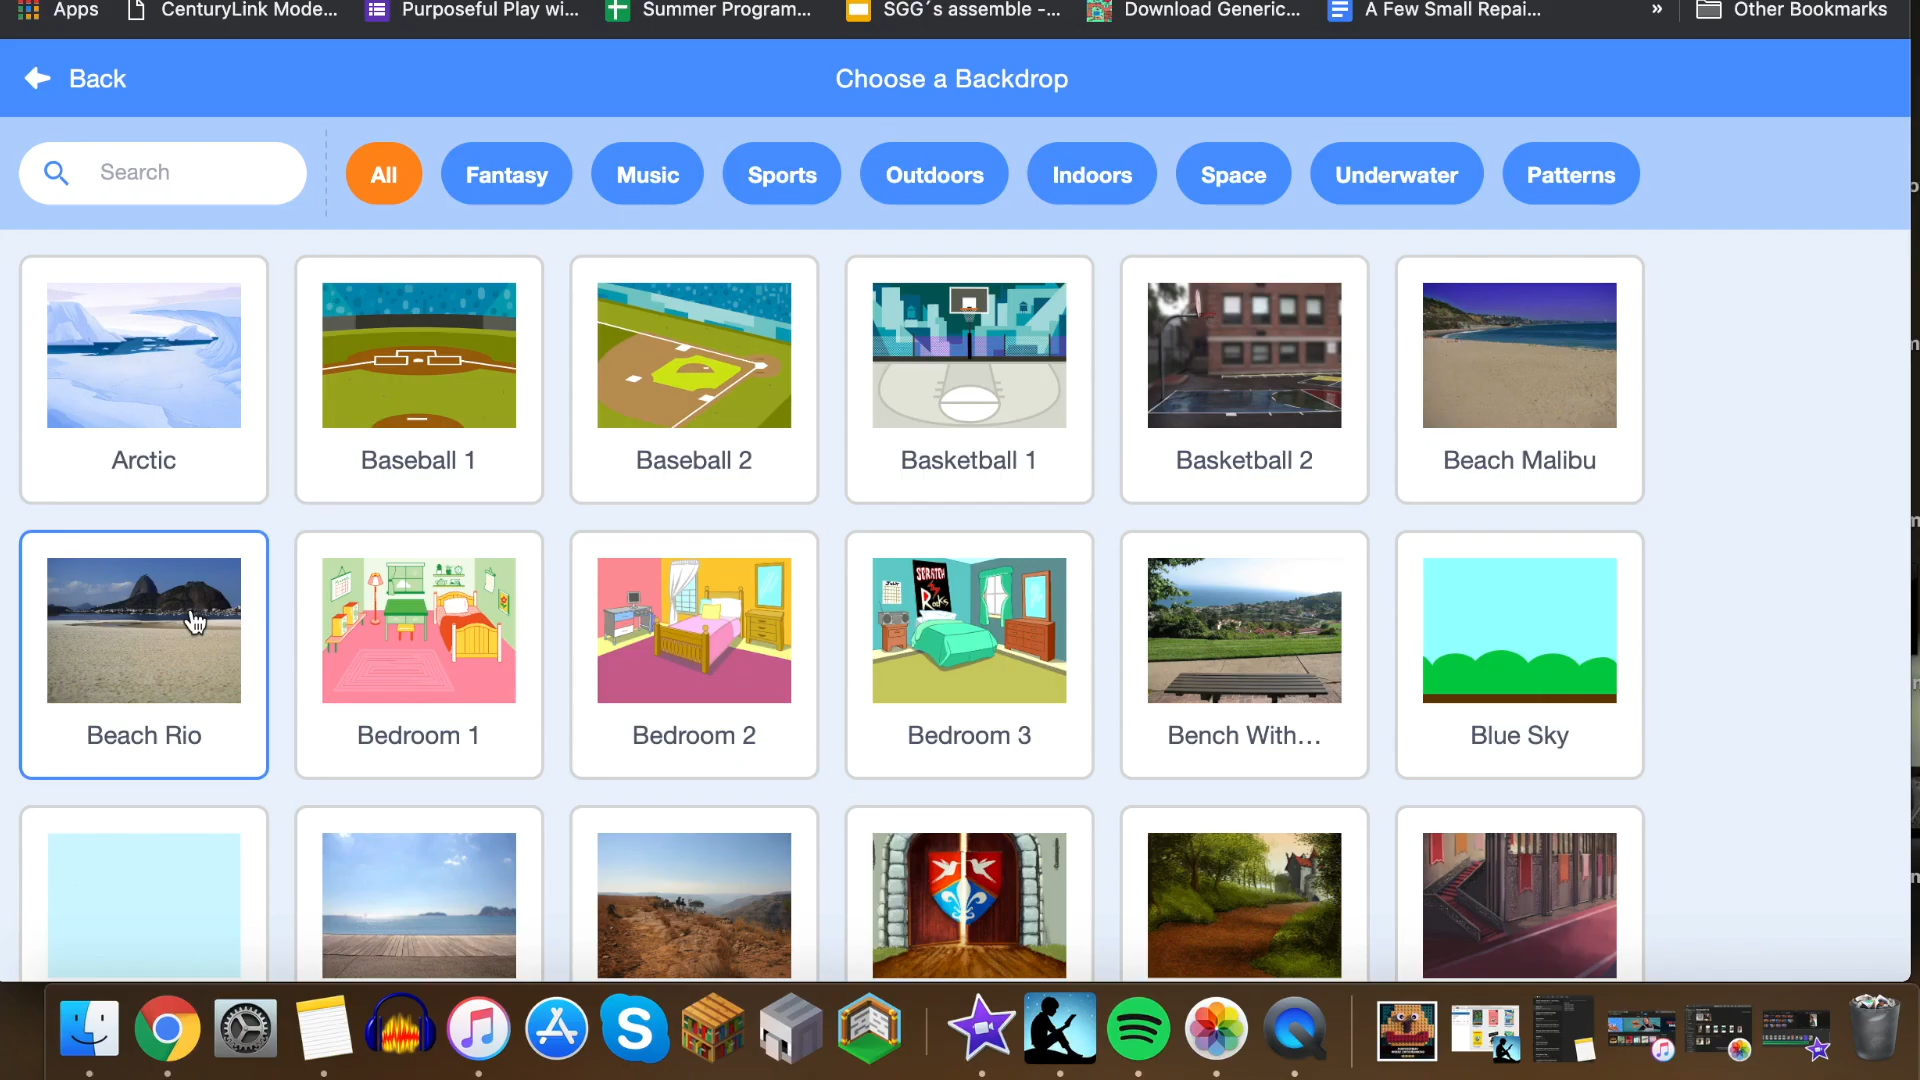 Apps CenturyLink Mode... Purposeful Play wi... Summer Program... SGG´s assemble -... Download Generic... A Few Small Repai... » Other Bookmarks
Back Choose a Backdrop
Search All Fantasy Music Sports Outdoors Indoors Space Underwater Patterns
Arctic Baseball 1 Baseball 2 Basketball 1 Basketball 2 Beach Malibu
SCRATCH
Rocks
Beach Rio Bedroom 1 Bedroom 2 Bedroom 3 Bench With... Blue Sky